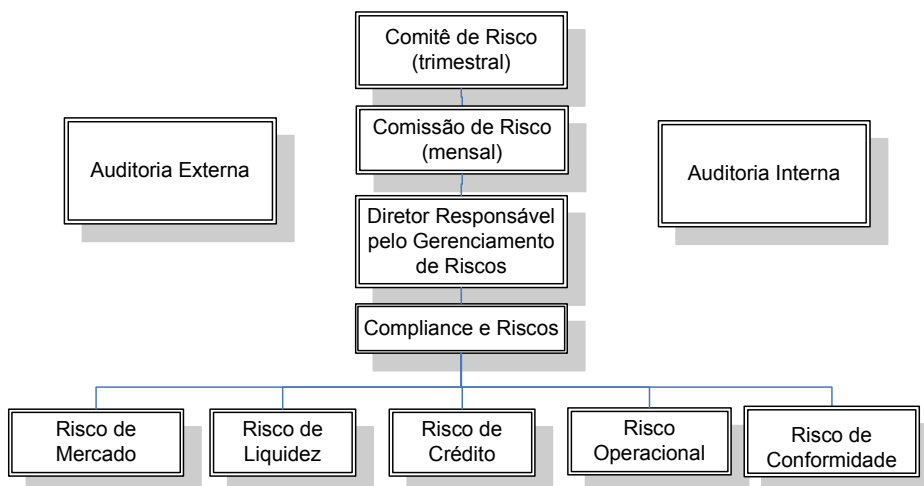 Comitê de Risco
(trimestral)
Comissão de Risco
(mensal)
Auditoria Externa
Auditoria Interna
Diretor Responsável
pelo Gerenciamento
de Riscos
Compliance e Riscos
Risco de
Mercado
Risco de
Liquidez
Risco de
Crédito
Risco
Operacional
Risco de
Conformidade